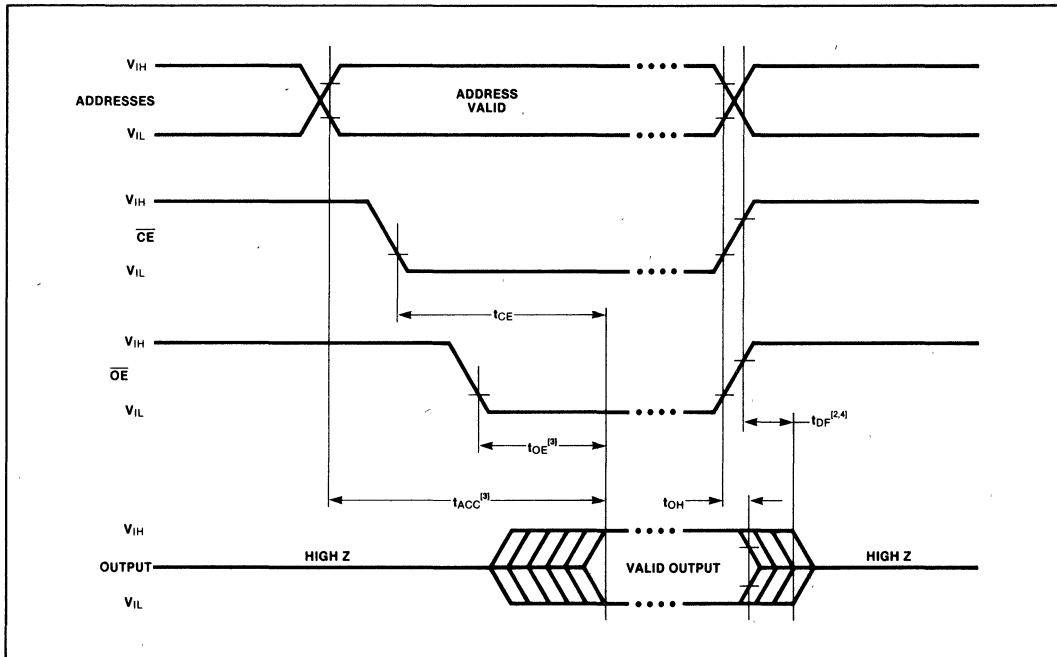 VIH
ADDRESSES
ADDRESS
VALID
VIL
VIH
CE
VIL
tCE
VIH
OE
VIL
tDF[2,4]
tOE[3]
tACC[3]
tOH
VIH
HIGH Z
OUTPUT
VALID OUTPUT
HIGH Z
VIL